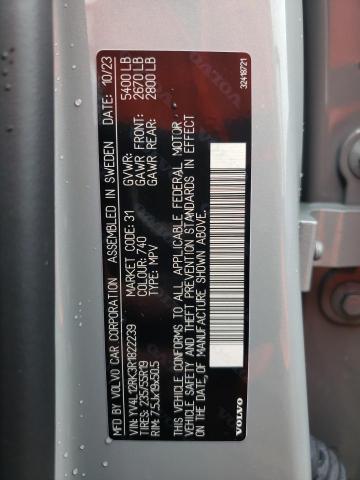 MFD BY: VOLVO CAR CORPORATION ASSEMBLED IN SWEDEN DATE: 10/23
VIN: YV4L12RK3R1822239 MARKET CODE: 31 GVWR: 5400 LB
TIRES: 235/55R19 COLOUR: 740 GAWR FRONT: 2670 LB
RIM: 7.5Jx19x50.5 TYPE: MPV GAWR REAR: 2800 LB
THIS VEHICLE CONFORMS TO ALL APPLICABLE FEDERAL MOTOR
VEHICLE SAFETY AND THEFT PREVENTION STANDARDS IN EFFECT
ON THE DATE OF MANUFACTURE SHOWN ABOVE.
VOLVO
32418721